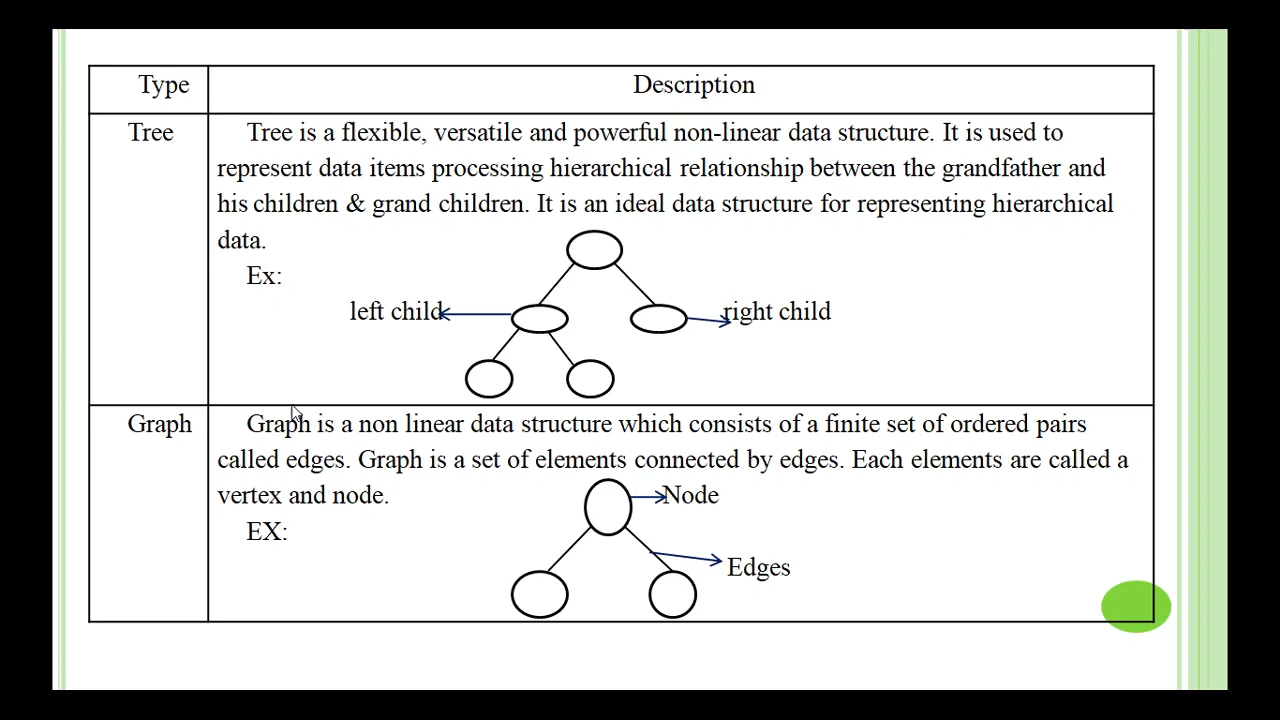 Type Description
Tree Tree is a flexible, versatile and powerful non-linear data structure. It is used to
represent data items processing hierarchical relationship between the grandfather and
his children & grand children. It is an ideal data structure for representing hierarchical
data.
Ex:
left child right child
Graph Graph is a non linear data structure which consists of a finite set of ordered pairs
called edges. Graph is a set of elements connected by edges. Each elements are called a
vertex and node. Node
EX:
Edges